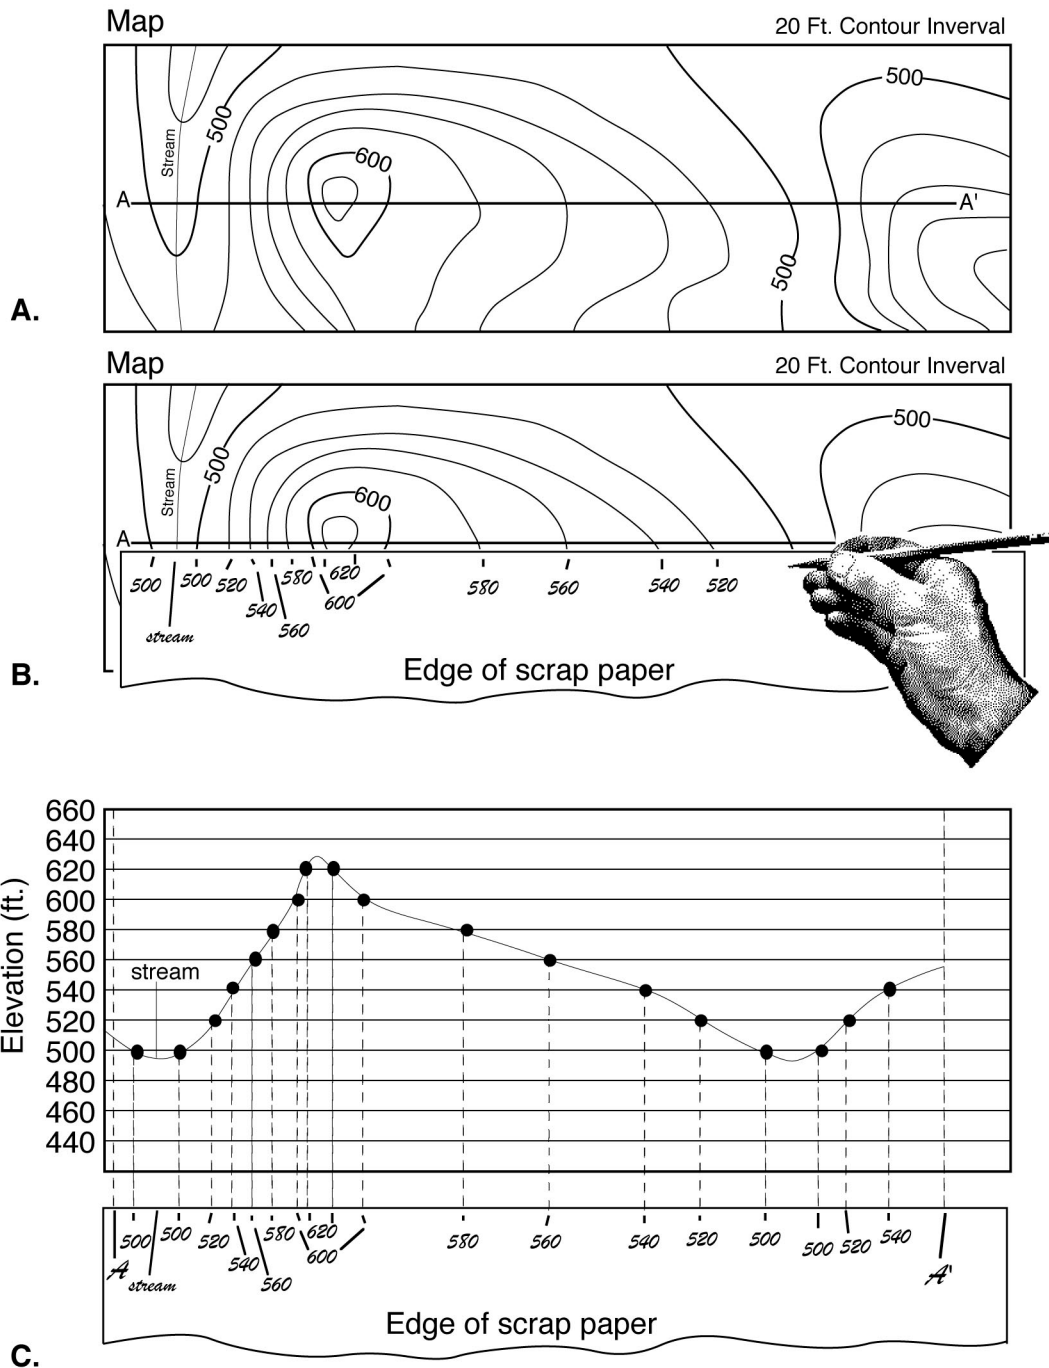 Map
20 Ft. Contour Inverval
500
500
Stream
600
A
A'
500
A.
Map
20 Ft. Contour Inverval
500
500
Stream
600
A
500 500 520 580 620 580 560 540 520
540 600
560
stream
Edge of scrap paper
B.
660
640
620
600
580
560
540
520
500
480
460
440
Elevation (ft.)
stream
500 500 520 580 620 580 560 540 520 500 500 520 540
540 560 600
A stream A'
Edge of scrap paper
C.